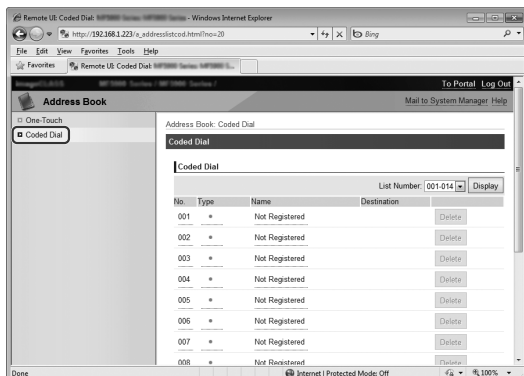 Remote UI: Coded Dial: - Windows Internet Explorer
http://192.168.1.223/a_addresslistcod.html?no=20
Bing
File Edit View Favorites Tools Help
Favorites Remote UI: Coded Dial:
To Portal Log Out
Address Book
Mail to System Manager Help
One-Touch
Coded Dial
Address Book: Coded Dial
Coded Dial
Coded Dial
List Number: 001-014 Display
No. Type Name Destination
001 Not Registered Delete
002 Not Registered Delete
003 Not Registered Delete
004 Not Registered Delete
005 Not Registered Delete
006 Not Registered Delete
007 Not Registered Delete
008 Not Registered Delete
Done Internet | Protected Mode: Off 100%